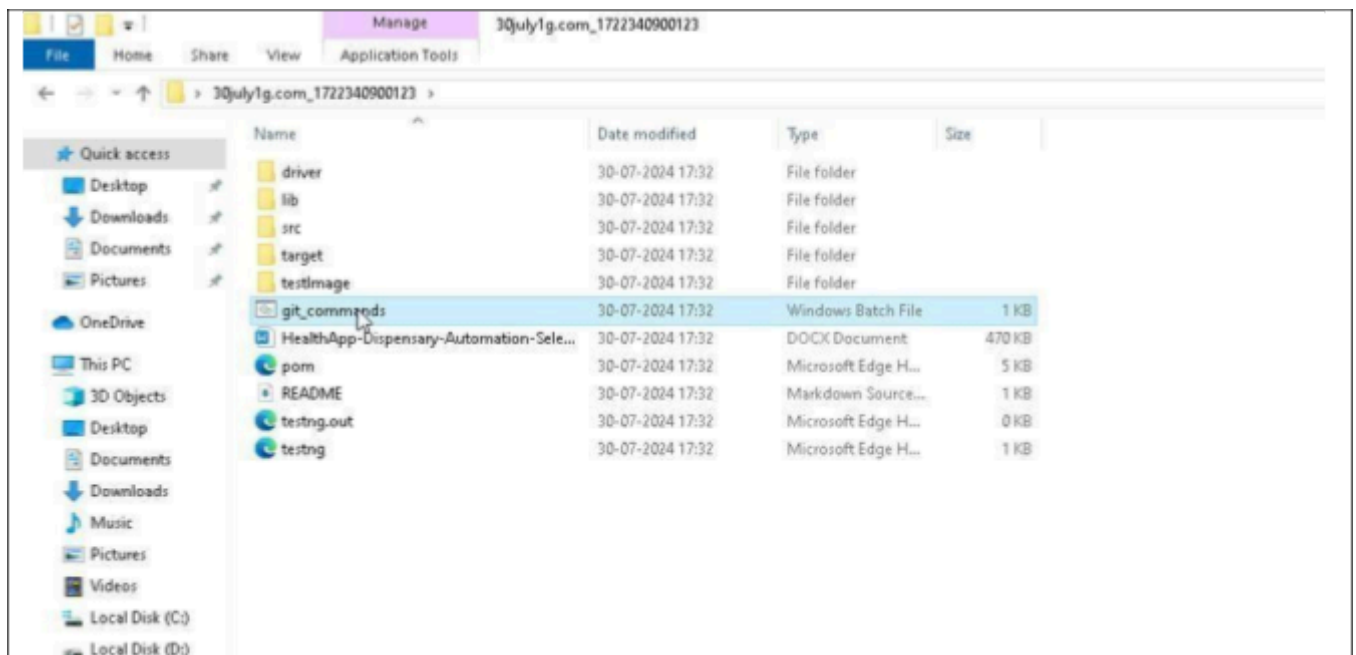 Manage
30july1g.com_1722340900123
File Home Share View Application Tools
30july1g.com_1722340900123
Name Date modified Type Size
Quick access
Desktop
Downloads
Documents
Pictures
OneDrive
This PC
3D Objects
Desktop
Documents
Downloads
Music
Pictures
Videos
Local Disk (C:)
Local Disk (D:)
driver 30-07-2024 17:32 File folder
lib 30-07-2024 17:32 File folder
src 30-07-2024 17:32 File folder
target 30-07-2024 17:32 File folder
testImage 30-07-2024 17:32 File folder
git_commands 30-07-2024 17:32 Windows Batch File 1 KB
HealthApp-Dispensary-Automation-Sele... 30-07-2024 17:32 DOCX Document 470 KB
pom 30-07-2024 17:32 Microsoft Edge H... 5 KB
README 30-07-2024 17:32 Markdown Source... 1 KB
testng.out 30-07-2024 17:32 Microsoft Edge H... 0 KB
testng 30-07-2024 17:32 Microsoft Edge H... 1 KB